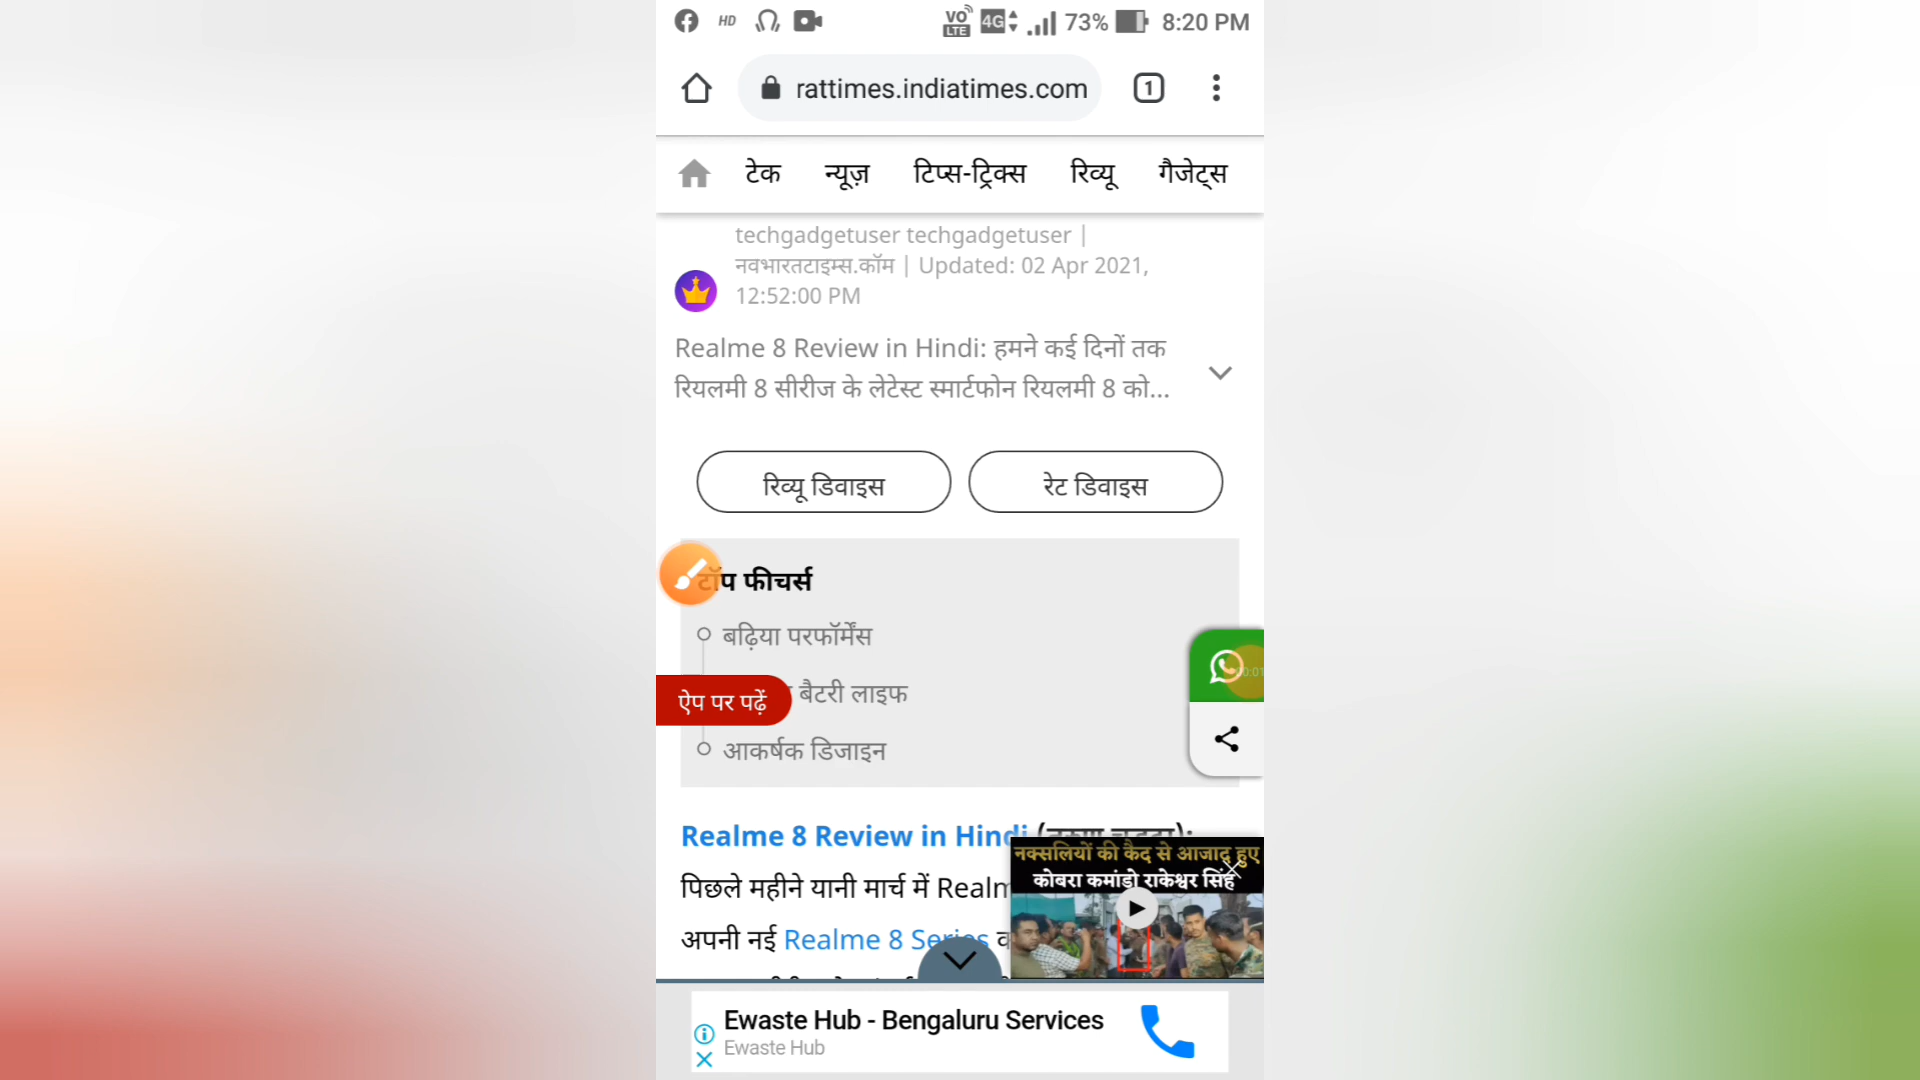 HD VO LTE 4G 73% 8:20 PM
rattimes.indiatimes.com 1
टेक न्यूज़ टिप्स-ट्रिक्स रिव्यू गैजेट्स
techgadgetuser techgadgetuser |
नवभारतटाइम्स.कॉम | Updated: 02 Apr 2021,
12:52:00 PM
Realme 8 Review in Hindi: हमने कई दिनों तक
रियलमी 8 सीरीज के लेटेस्ट स्मार्टफोन रियलमी 8 को...
रिव्यू डिवाइस रेट डिवाइस
टॉप फीचर्स
बढ़िया परफॉर्मेंस
बैटरी लाइफ
ऐप पर पढ़ें
आकर्षक डिजाइन
Realme 8 Review in Hindi
नक्सलियों की कैद से आजाद हुए
कोबरा कमांडो राकेश्वर सिंह
पिछले महीने यानी मार्च में Realm
अपनी नई Realme 8 Series
Ewaste Hub - Bengaluru Services
Ewaste Hub